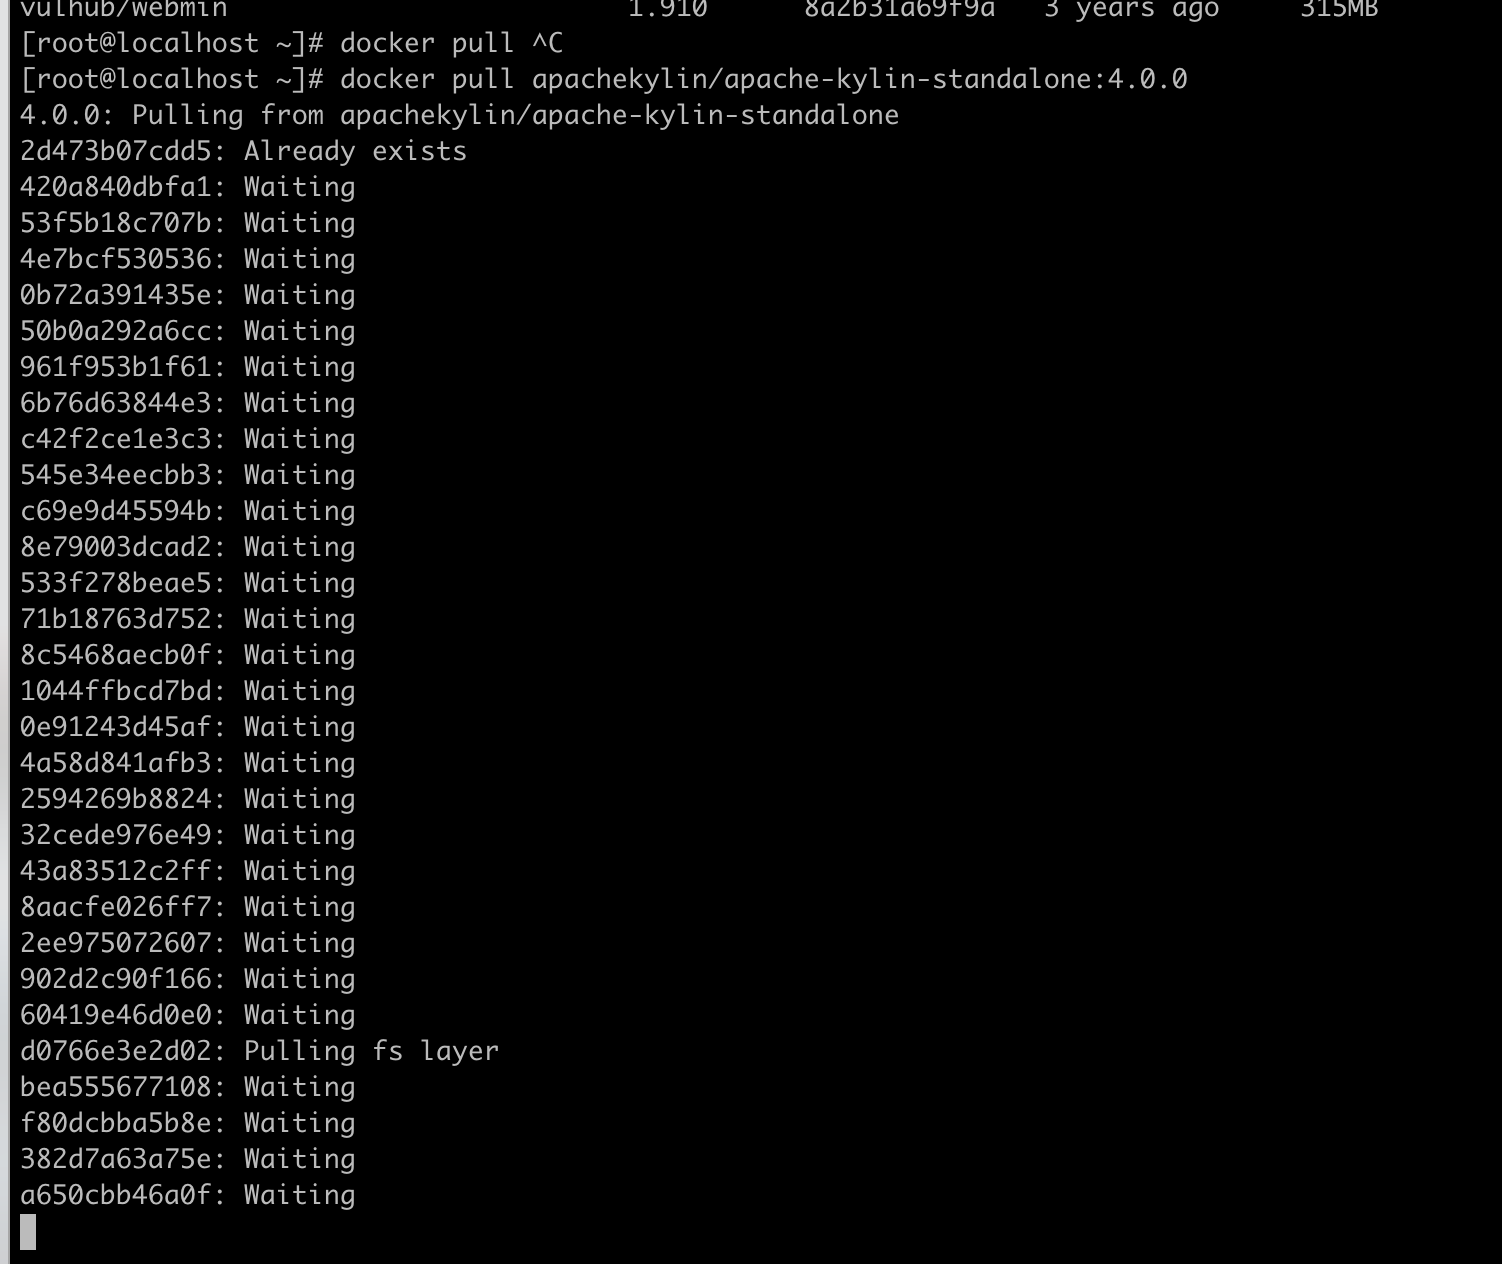 vulhub/webmin 1.910 8a2b31a69f9a 3 years ago 315MB
[root@localhost ~]# docker pull ^C
[root@localhost ~]# docker pull apachekylin/apache-kylin-standalone:4.0.0
4.0.0: Pulling from apachekylin/apache-kylin-standalone
2d473b07cdd5: Already exists
420a840dbfa1: Waiting
53f5b18c707b: Waiting
4e7bcf530536: Waiting
0b72a391435e: Waiting
50b0a292a6cc: Waiting
961f953b1f61: Waiting
6b76d63844e3: Waiting
c42f2ce1e3c3: Waiting
545e34eecbb3: Waiting
c69e9d45594b: Waiting
8e79003dcad2: Waiting
533f278beae5: Waiting
71b18763d752: Waiting
8c5468aecb0f: Waiting
1044ffbcd7bd: Waiting
0e91243d45af: Waiting
4a58d841afb3: Waiting
2594269b8824: Waiting
32cede976e49: Waiting
43a83512c2ff: Waiting
8aacfe026ff7: Waiting
2ee975072607: Waiting
902d2c90f166: Waiting
60419e46d0e0: Waiting
d0766e3e2d02: Pulling fs layer
bea555677108: Waiting
f80dcbba5b8e: Waiting
382d7a63a75e: Waiting
a650cbb46a0f: Waiting